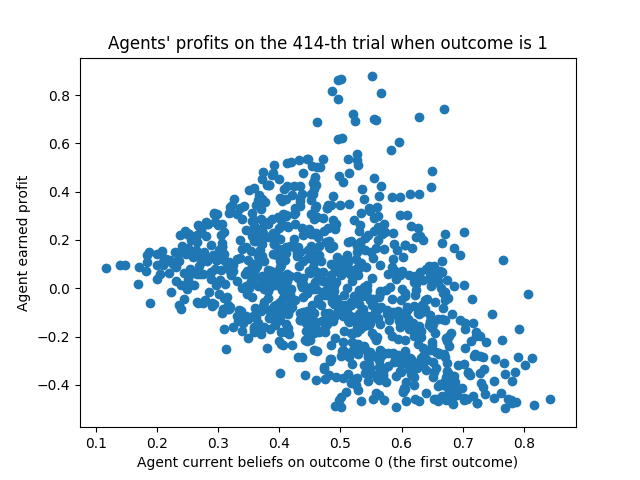 Agents' profits on the 414-th trial when outcome is 1
Agent earned profit
0.8
0.6
0.4
0.2
0.0
−0.2
−0.4
0.1 0.2 0.3 0.4 0.5 0.6 0.7 0.8
Agent current beliefs on outcome 0 (the first outcome)